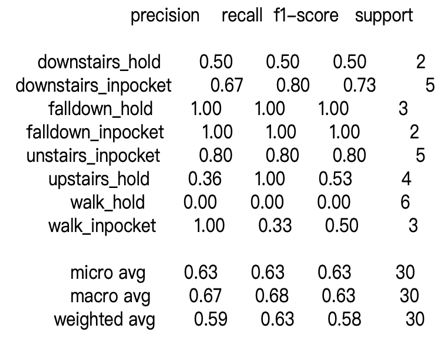 precision recall f1-score support
downstairs_hold 0.50 0.50 0.50 2
downstairs_inpocket 0.67 0.80 0.73 5
falldown_hold 1.00 1.00 1.00 3
falldown_inpocket 1.00 1.00 1.00 2
unstairs_inpocket 0.80 0.80 0.80 5
upstairs_hold 0.36 1.00 0.53 4
walk_hold 0.00 0.00 0.00 6
walk_inpocket 1.00 0.33 0.50 3
micro avg 0.63 0.63 0.63 30
macro avg 0.67 0.68 0.63 30
weighted avg 0.59 0.63 0.58 30